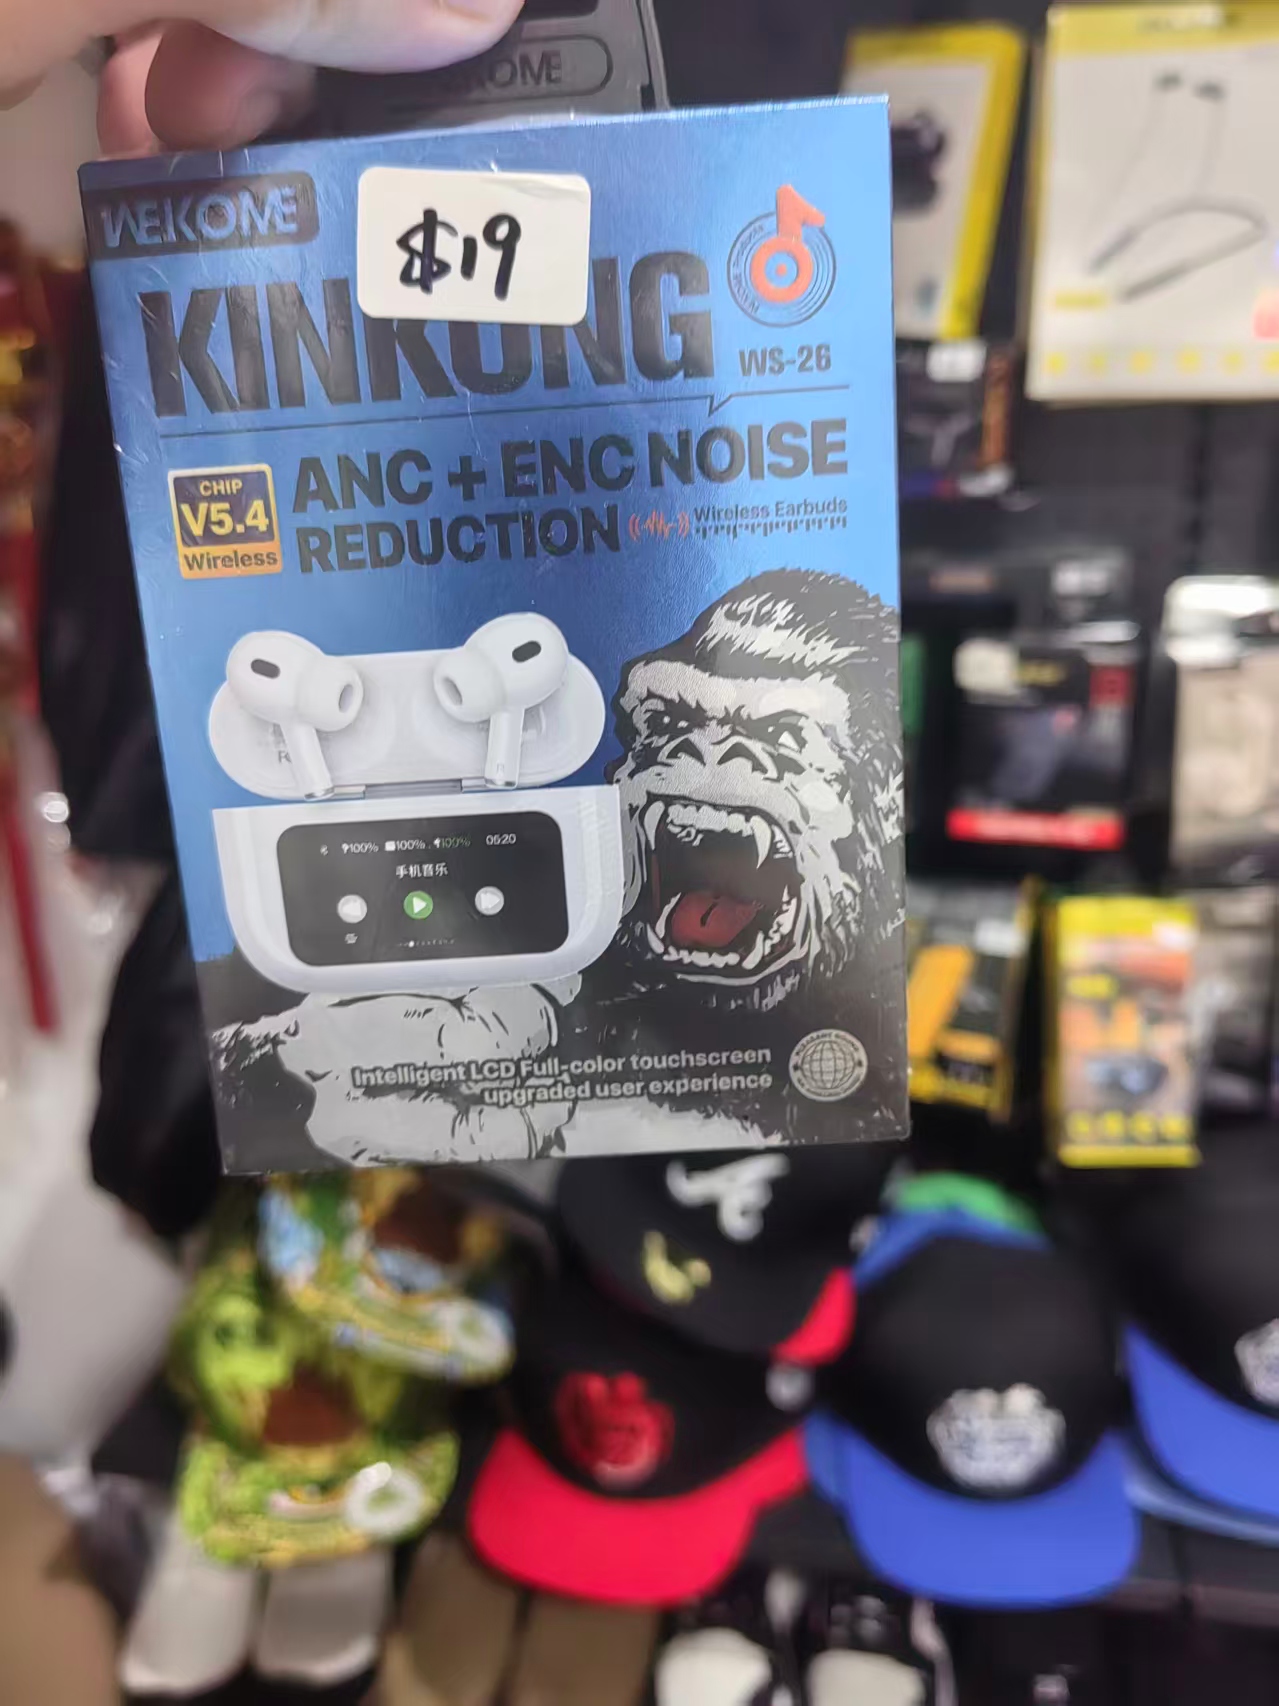 WEKOME
$19
KINKONG
WS-26
CHIP
V5.4
Wireless
ANC + ENC NOISE
REDUCTION
Wireless Earbuds
100% 100% 100% 05:20
手机音乐
Intelligent LCD Full-color touchscreen
upgraded user experience